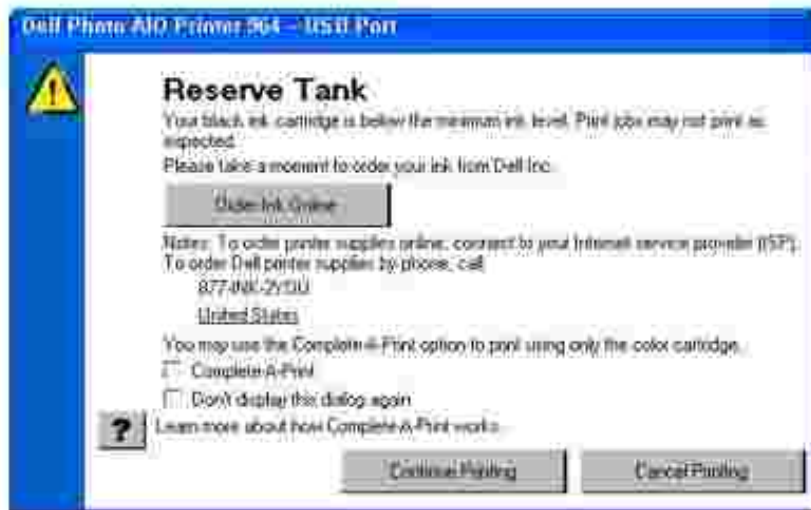 Dell Photo AIO Printer 964 - USB Port
Reserve Tank
Your black ink cartridge is below the minimum ink level. Print jobs may not print as
expected.
Please take a moment to order your ink from Dell Inc.
Order Ink Online
Notes: To order printer supplies online, connect to your Internet service provider (ISP).
To order Dell printer supplies by phone, call
877-INK-2YOU
United States
You may use the Complete-A-Print option to print using only the color cartridge.
Complete-A-Print
Don't display this dialog again
? Learn more about how Complete-A-Print works.
Continue Printing
Cancel Printing